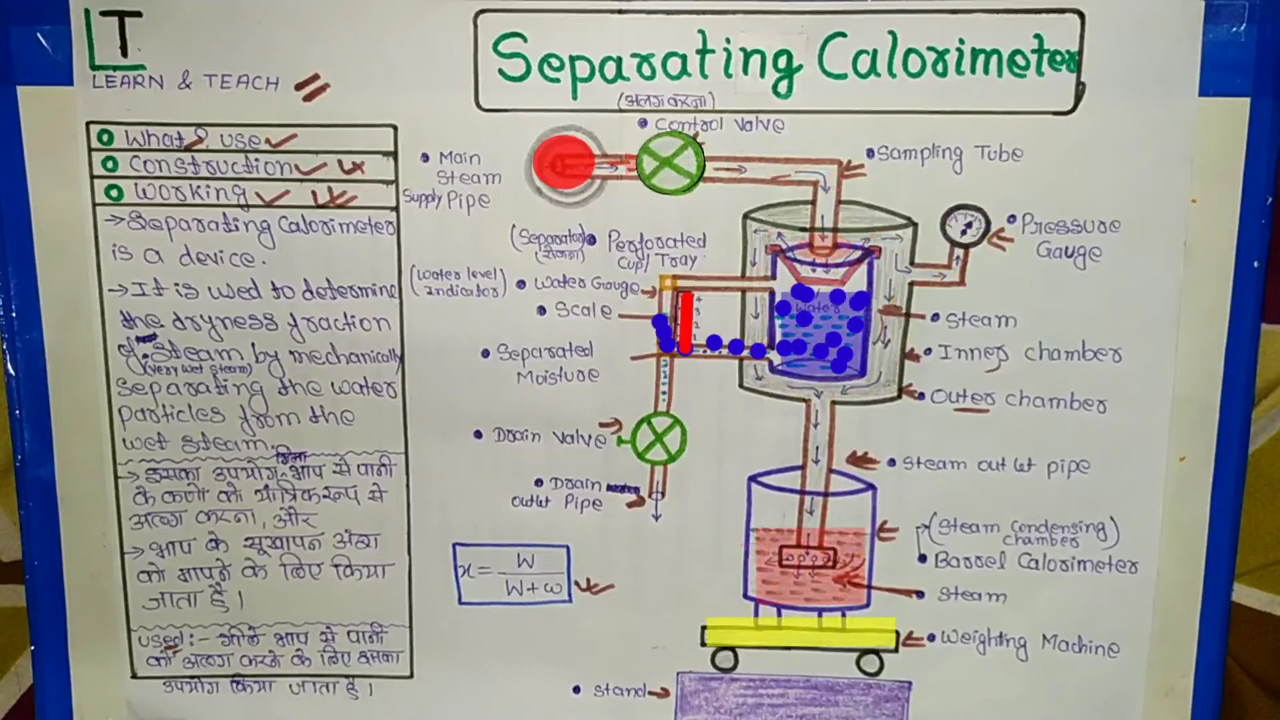 LT
LEARN & TEACH
Separating Calorimeter
(अलग करना)
What & use
Construction
Working
→ Separating Calorimeter
is a device.
→ It is used to determine
the dryness fraction
of Steam by mechanically
(very wet steam)
separating the water
particles from the
wet steam.
→ इसका उपयोग गिला भाप से पानी
के कणों को यांत्रिक रूप से
अलग करना, और
→ भाप के सूखापन अंश
को मापने के लिए किया
जाता है।
used:- गीले भाप से पानी
को अलग करने के लिए इसका
उपयोग किया जाता है।
Control Valve
Main
Steam
Supply Pipe
Sampling Tube
Pressure
Gauge
(Separator)
Perforated
Cup/Tray
(Water level
indicator)
Water Gauge
Scale
4
3
2
1
Water
Separated
Moisture
Steam
Inner chamber
Outer chamber
Drain Valve
Steam outlet pipe
Drain
outlet Pipe
(Steam Condensing
chamber)
Barrel Calorimeter
Steam
x = W
W+w
Weighting Machine
Stand